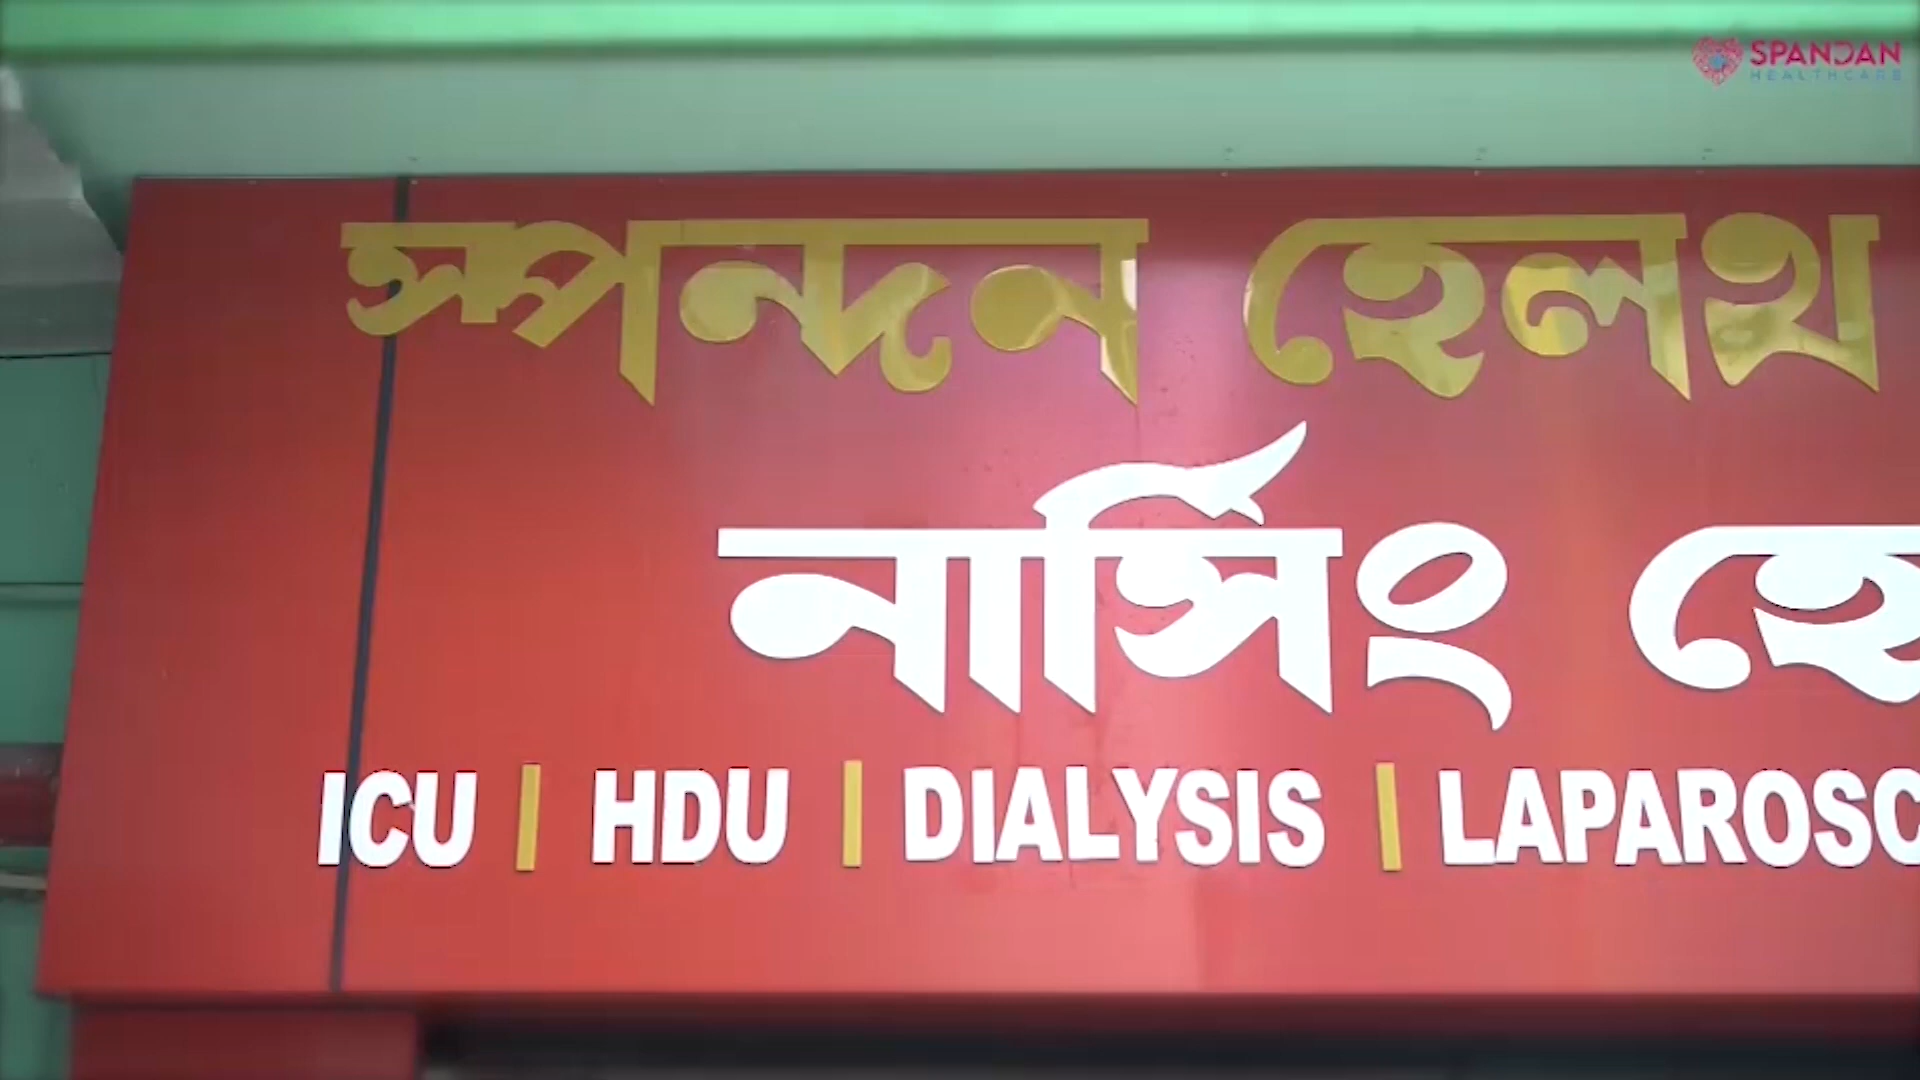 SPANDAN
HEALTHCARE
স্পন্দন হেলথ
নার্সিং হো
ICU | HDU | DIALYSIS | LAPAROSC